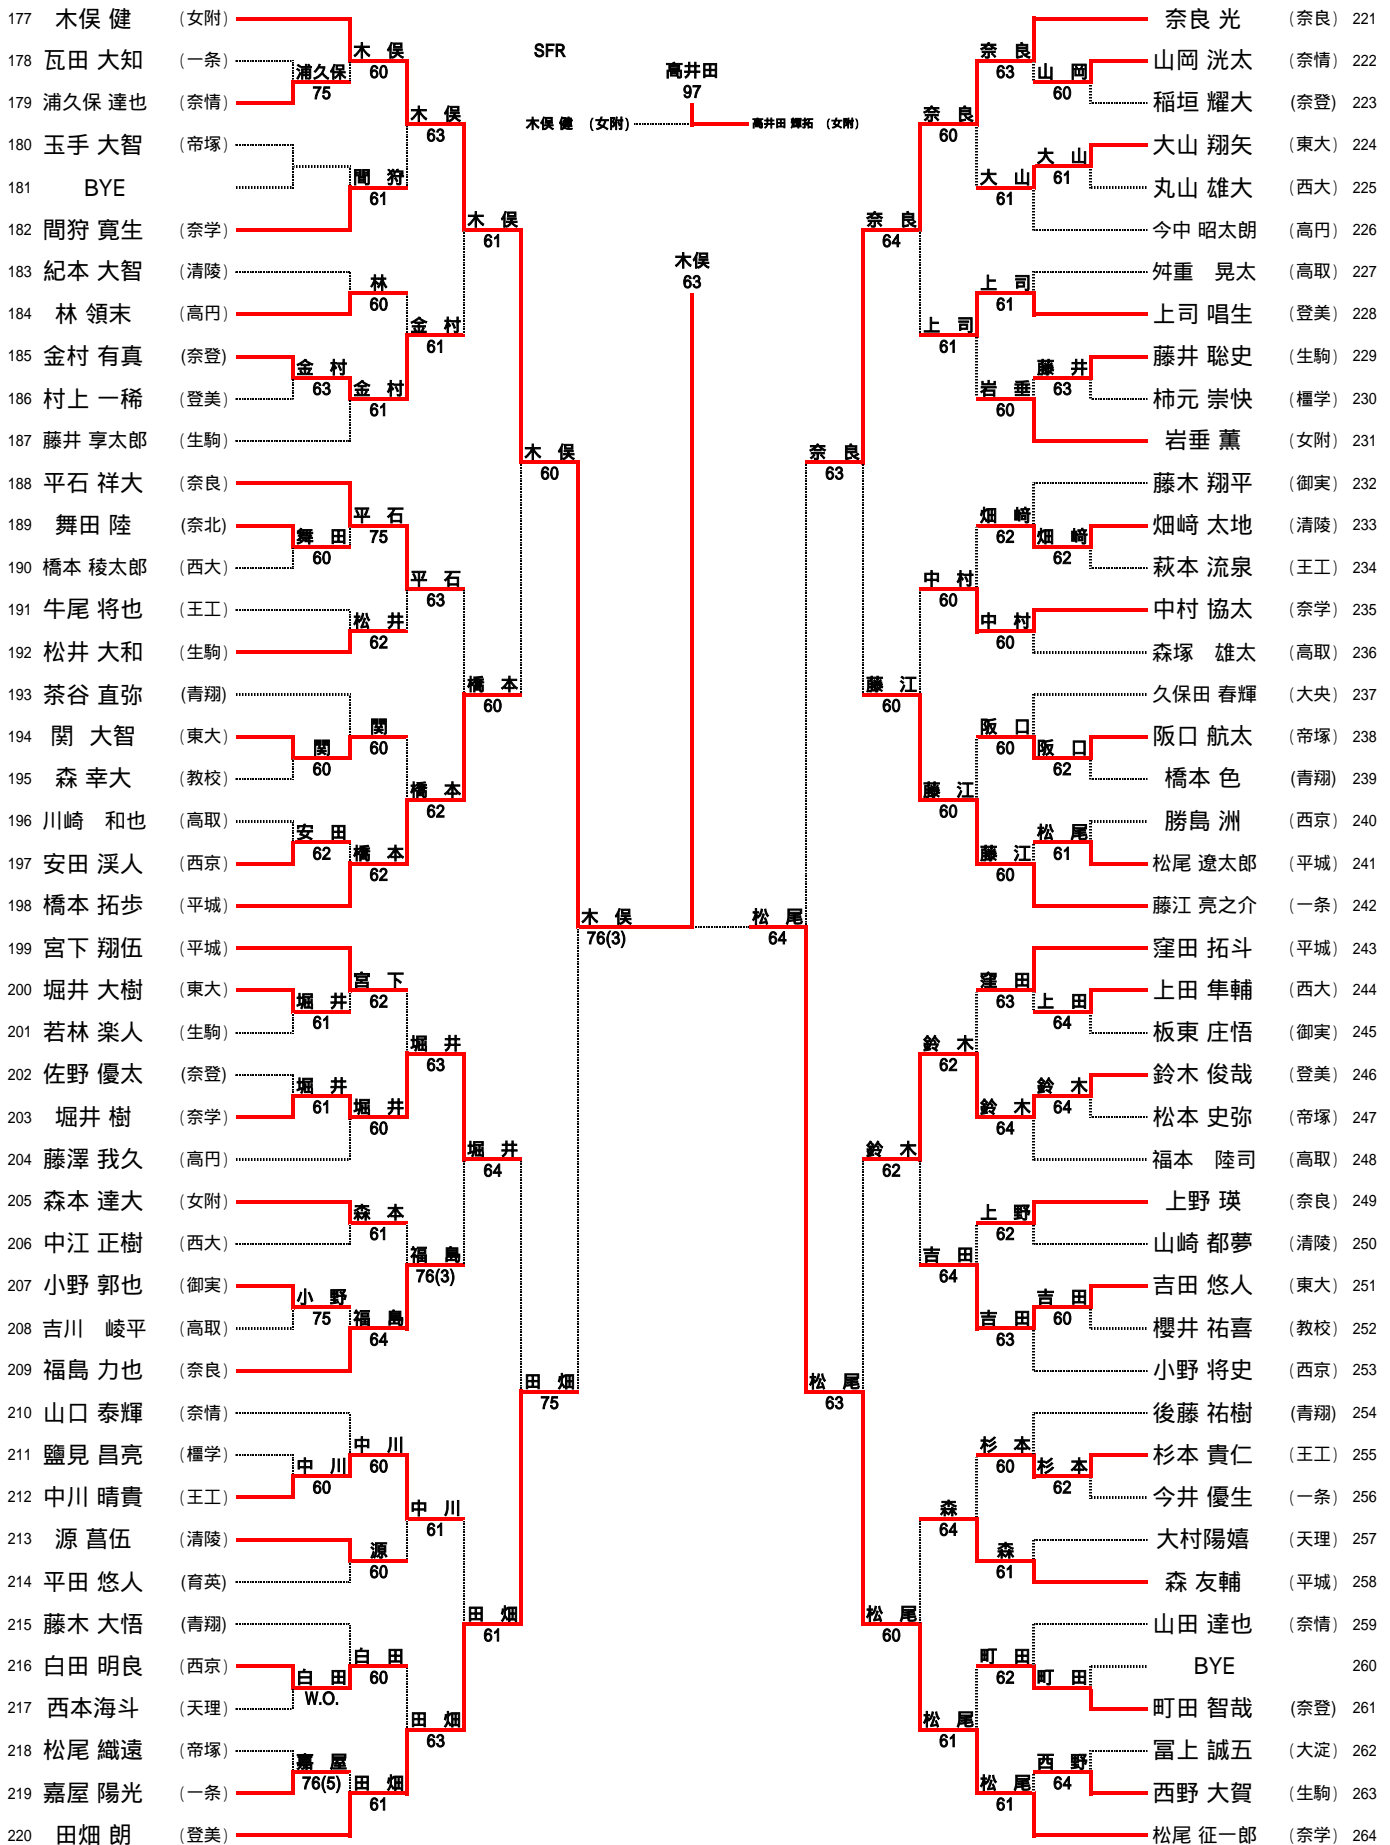 SFR
高井田
97
木俣 健 (女附) 高井田 輝拓 (女附)
木俣
63
177 木俣 健 (女附)
178 瓦田 大知 (一条)
179 浦久保 達也 (奈情)
180 玉手 大智 (帝塚)
181 BYE
182 間狩 寛生 (奈学)
183 紀本 大智 (清陵)
184 林 領末 (高円)
185 金村 有真 (奈登)
186 村上 一稀 (登美)
187 藤井 享太郎 (生駒)
188 平石 祥大 (奈良)
189 舞田 陸 (奈北)
190 橋本 稜太郎 (西大)
191 牛尾 将也 (王工)
192 松井 大和 (生駒)
193 茶谷 直弥 (青翔)
194 関 大智 (東大)
195 森 幸大 (教校)
196 川崎 和也 (高取)
197 安田 渓人 (西京)
198 橋本 拓歩 (平城)
199 宮下 翔伍 (平城)
200 堀井 大樹 (東大)
201 若林 楽人 (生駒)
202 佐野 優太 (奈登)
203 堀井 樹 (奈学)
204 藤澤 我久 (高円)
205 森本 達大 (女附)
206 中江 正樹 (西大)
207 小野 郭也 (御実)
208 吉川 崚平 (高取)
209 福島 力也 (奈良)
210 山口 泰輝 (奈情)
211 鹽見 昌亮 (橿学)
212 中川 晴貴 (王工)
213 源 菖伍 (清陵)
214 平田 悠人 (育英)
215 藤木 大悟 (青翔)
216 白田 明良 (西京)
217 西本海斗 (天理)
218 松尾 織遠 (帝塚)
219 嘉屋 陽光 (一条)
220 田畑 朗 (登美)
浦久保
75
金村
63
舞田
60
関
60
安田
62
堀井
61
堀井
61
小野
75
中川
60
白田
W.O.
嘉屋
76(5)
木俣
60
間狩
61
林
60
金村
61
平石
75
松井
62
関
60
橋本
62
宮下
62
堀井
60
森本
61
福島
64
中川
60
源
60
白田
60
田畑
61
木俣
63
金村
61
平石
63
橋本
62
堀井
63
福島
76(3)
中川
61
田畑
63
木俣
61
橋本
60
堀井
64
田畑
61
木俣
60
田畑
75
木俣
76(3)
松尾
64
奈良
63
松尾
63
奈良
64
藤江
60
鈴木
62
松尾
60
奈良
60
上司
61
中村
60
藤江
60
鈴木
62
吉田
64
森
64
松尾
61
奈良
63
大山
61
上司
61
岩垂
60
畑﨑
62
中村
60
阪口
60
藤江
60
窪田
63
鈴木
64
上野
62
吉田
63
杉本
60
森
61
町田
62
松尾
61
山岡
60
大山
61
藤井
63
畑﨑
62
阪口
62
松尾
61
上田
64
鈴木
64
吉田
60
杉本
62
町田
西野
64
奈良 光 (奈良) 221
山岡 洸太 (奈情) 222
稲垣 耀大 (奈登) 223
大山 翔矢 (東大) 224
丸山 雄大 (西大) 225
今中 昭太朗 (高円) 226
舛重 晃太 (高取) 227
上司 唱生 (登美) 228
藤井 聡史 (生駒) 229
柿元 崇快 (橿学) 230
岩垂 薫 (女附) 231
藤木 翔平 (御実) 232
畑﨑 太地 (清陵) 233
萩本 流泉 (王工) 234
中村 協太 (奈学) 235
森塚 雄太 (高取) 236
久保田 春輝 (大央) 237
阪口 航太 (帝塚) 238
橋本 色 (青翔) 239
勝島 洲 (西京) 240
松尾 遼太郎 (平城) 241
藤江 亮之介 (一条) 242
窪田 拓斗 (平城) 243
上田 隼輔 (西大) 244
板東 庄悟 (御実) 245
鈴木 俊哉 (登美) 246
松本 史弥 (帝塚) 247
福本 陸司 (高取) 248
上野 瑛 (奈良) 249
山崎 都夢 (清陵) 250
吉田 悠人 (東大) 251
櫻井 祐喜 (教校) 252
小野 将史 (西京) 253
後藤 祐樹 (青翔) 254
杉本 貴仁 (王工) 255
今井 優生 (一条) 256
大村陽嬉 (天理) 257
森 友輔 (平城) 258
山田 達也 (奈情) 259
BYE 260
町田 智哉 (奈登) 261
冨上 誠五 (大淀) 262
西野 大賀 (生駒) 263
松尾 征一郎 (奈学) 264